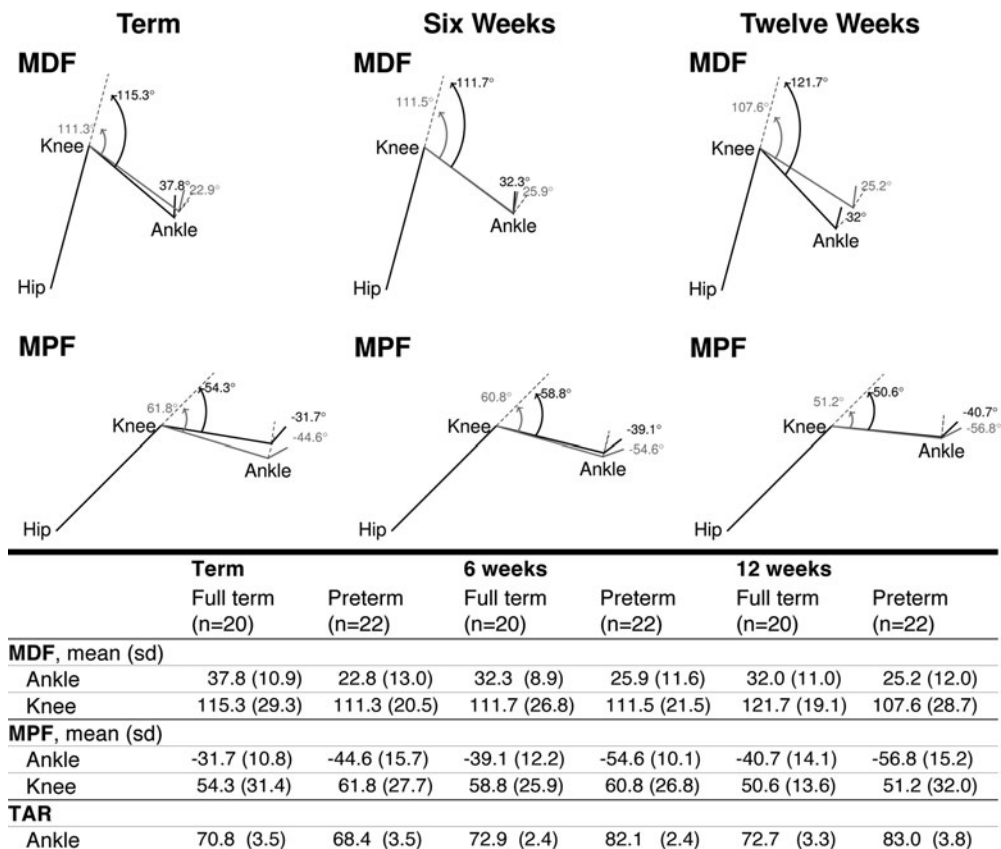 Term
Six Weeks
Twelve Weeks
MDF
MDF
MDF
115.3°
111.3°
Knee
37.8°
22.9°
Ankle
Hip
111.7°
111.5°
Knee
32.3°
25.9°
Ankle
Hip
121.7°
107.6°
Knee
25.2°
32°
Ankle
Hip
MPF
MPF
MPF
54.3°
61.8°
Knee
-31.7°
-44.6°
Ankle
Hip
58.8°
60.8°
Knee
-39.1°
-54.6°
Ankle
Hip
50.6°
51.2°
Knee
-40.7°
-56.8°
Ankle
Hip
Term 6 weeks 12 weeks
Full term Preterm Full term Preterm Full term Preterm
(n=20) (n=22) (n=20) (n=22) (n=20) (n=22)
MDF, mean (sd)
Ankle 37.8 (10.9) 22.8 (13.0) 32.3 (8.9) 25.9 (11.6) 32.0 (11.0) 25.2 (12.0)
Knee 115.3 (29.3) 111.3 (20.5) 111.7 (26.8) 111.5 (21.5) 121.7 (19.1) 107.6 (28.7)
MPF, mean (sd)
Ankle -31.7 (10.8) -44.6 (15.7) -39.1 (12.2) -54.6 (10.1) -40.7 (14.1) -56.8 (15.2)
Knee 54.3 (31.4) 61.8 (27.7) 58.8 (25.9) 60.8 (26.8) 50.6 (13.6) 51.2 (32.0)
TAR
Ankle 70.8 (3.5) 68.4 (3.5) 72.9 (2.4) 82.1 (2.4) 72.7 (3.3) 83.0 (3.8)